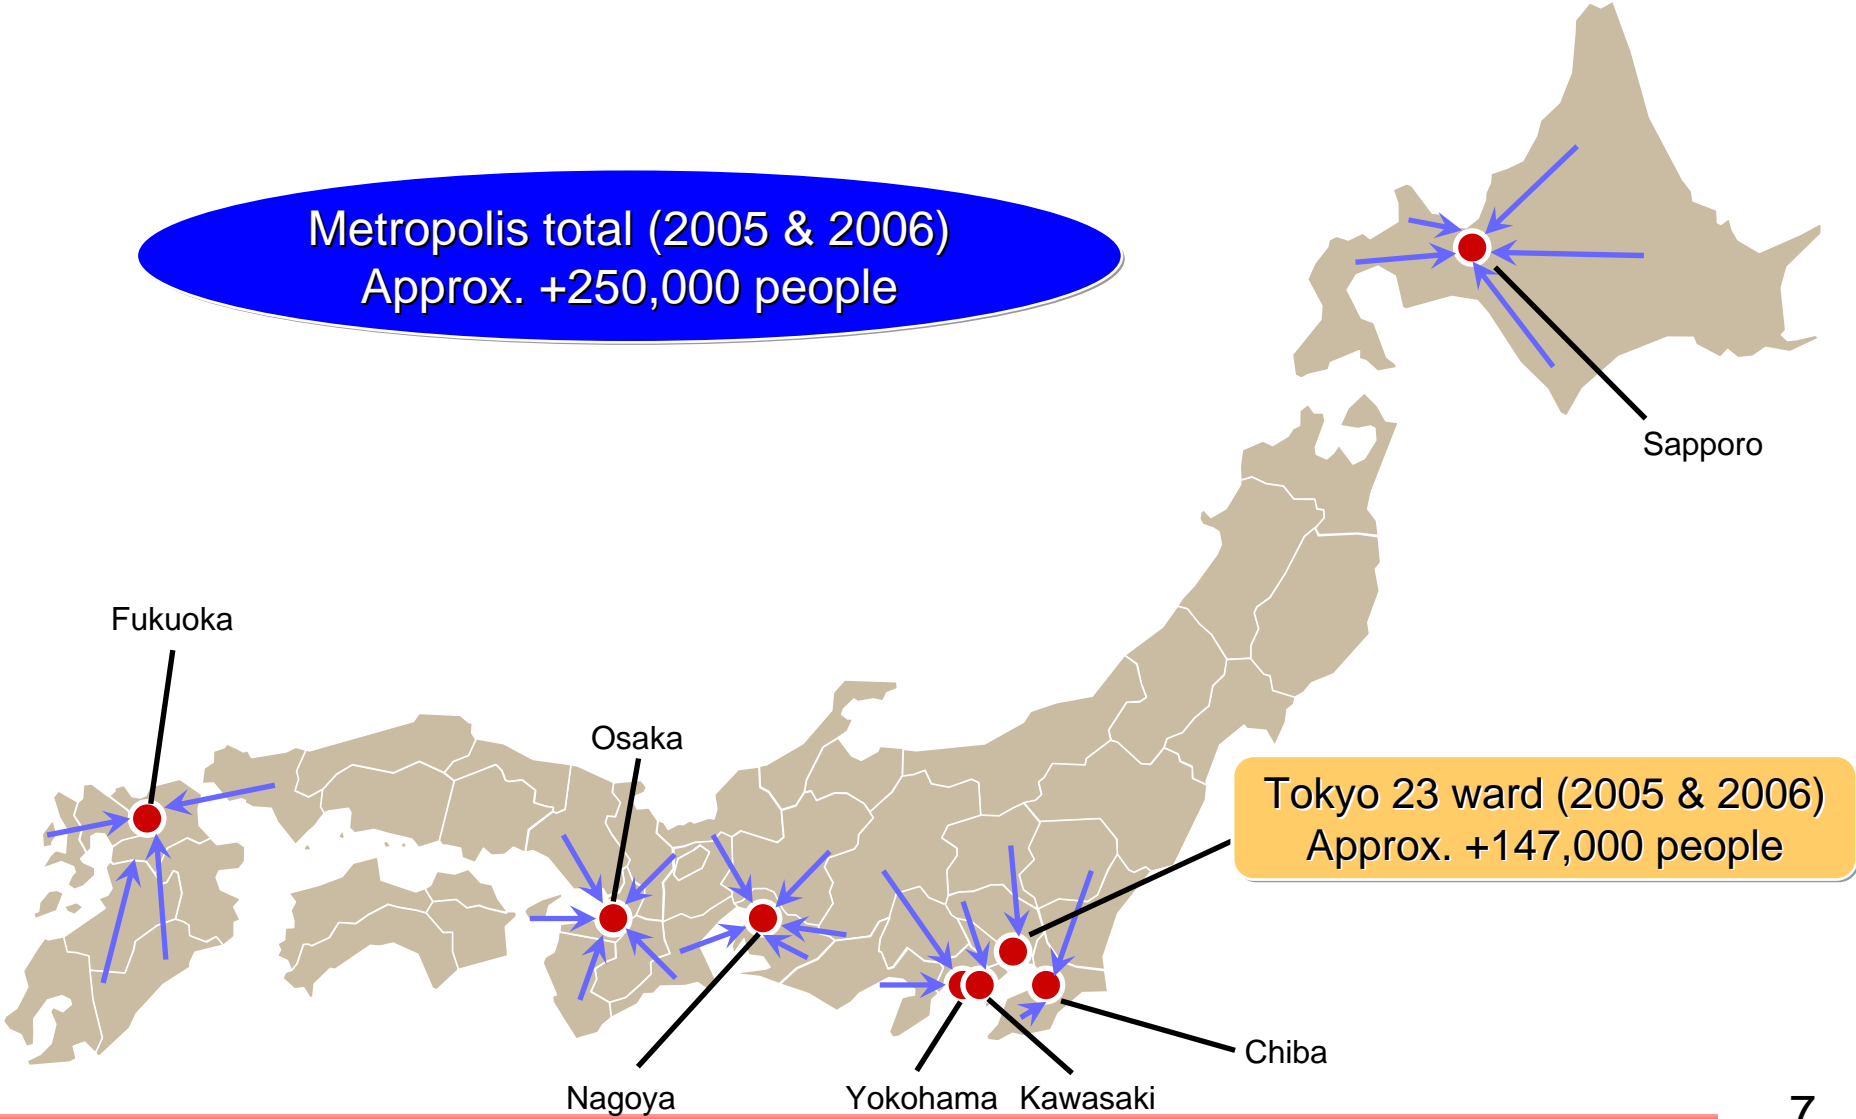 Metropolis total (2005 & 2006)
Approx. +250,000 people
Sapporo
Fukuoka
Osaka
Tokyo 23 ward (2005 & 2006)
Approx. +147,000 people
Chiba
Nagoya
Yokohama
Kawasaki
7